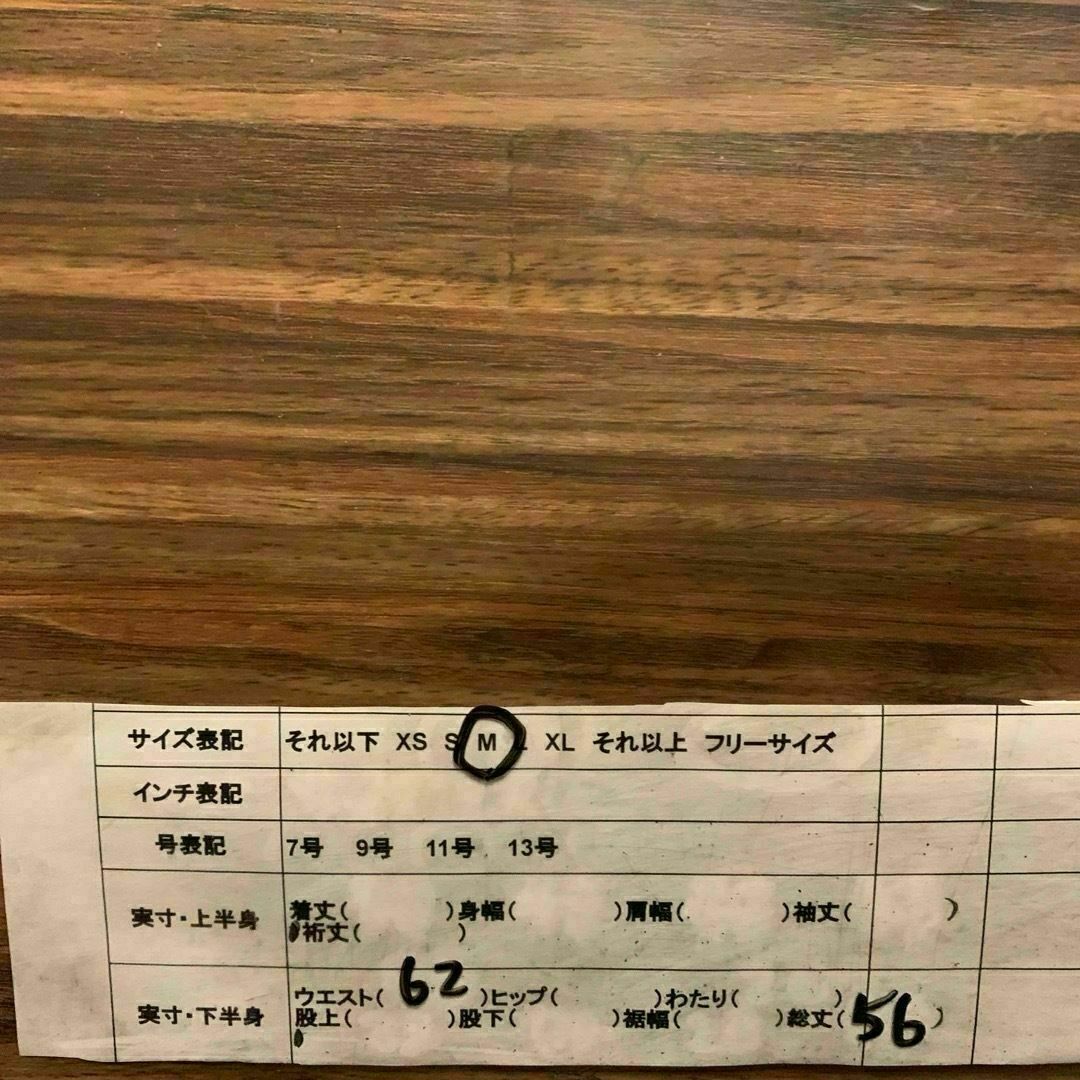 サイズ表記 それ以下 XS S M L XL それ以上 フリーサイズ
インチ表記
号表記 7号 9号 11号 13号
実寸・上半身 着丈( )身幅( )肩幅( )袖丈( )
裄丈( )
実寸・下半身 ウエスト( 62 )ヒップ( )わたり( )
股上( )股下( )裾幅( )総丈( 56 )